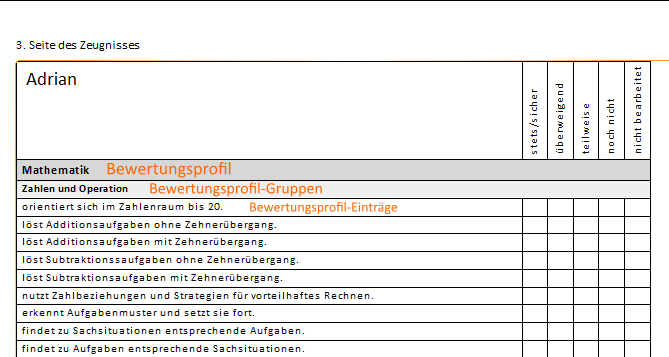 3. Seite des Zeugnisses
Adrian
stets/sicher
überweigend
teilweise
noch nicht
nicht bearbeitet
Mathematik Bewertungsprofil
Zahlen und Operation Bewertungsprofil-Gruppen
orientiert sich im Zahlenraum bis 20. Bewertungsprofil-Einträge
löst Additionsaufgaben ohne Zehnerübergang.
löst Additionsaufgaben mit Zehnerübergang.
löst Subtraktionssaufgaben ohne Zehnerübergang.
löst Subtraktionsaufgaben mit Zehnerübergang.
nutzt Zahlbeziehungen und Strategien für vorteilhaftes Rechnen.
erkennt Aufgabenmuster und setzt sie fort.
findet zu Sachsituationen entsprechende Aufgaben.
findet zu Aufgaben entsprechende Sachsituationen.